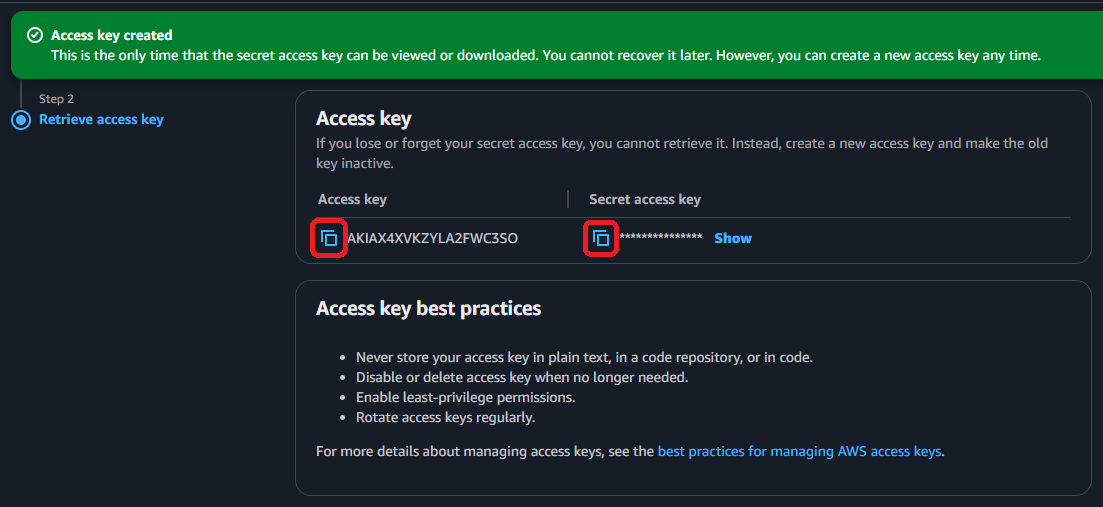 Access key created
This is the only time that the secret access key can be viewed or downloaded. You cannot recover it later. However, you can create a new access key any time.
Step 2
Retrieve access key
Access key
If you lose or forget your secret access key, you cannot retrieve it. Instead, create a new access key and make the old
key inactive.
Access key
Secret access key
AKIAX4XVKZYLA2FWC3SO
*************** Show
Access key best practices
• Never store your access key in plain text, in a code repository, or in code.
• Disable or delete access key when no longer needed.
• Enable least-privilege permissions.
• Rotate access keys regularly.
For more details about managing access keys, see the best practices for managing AWS access keys.